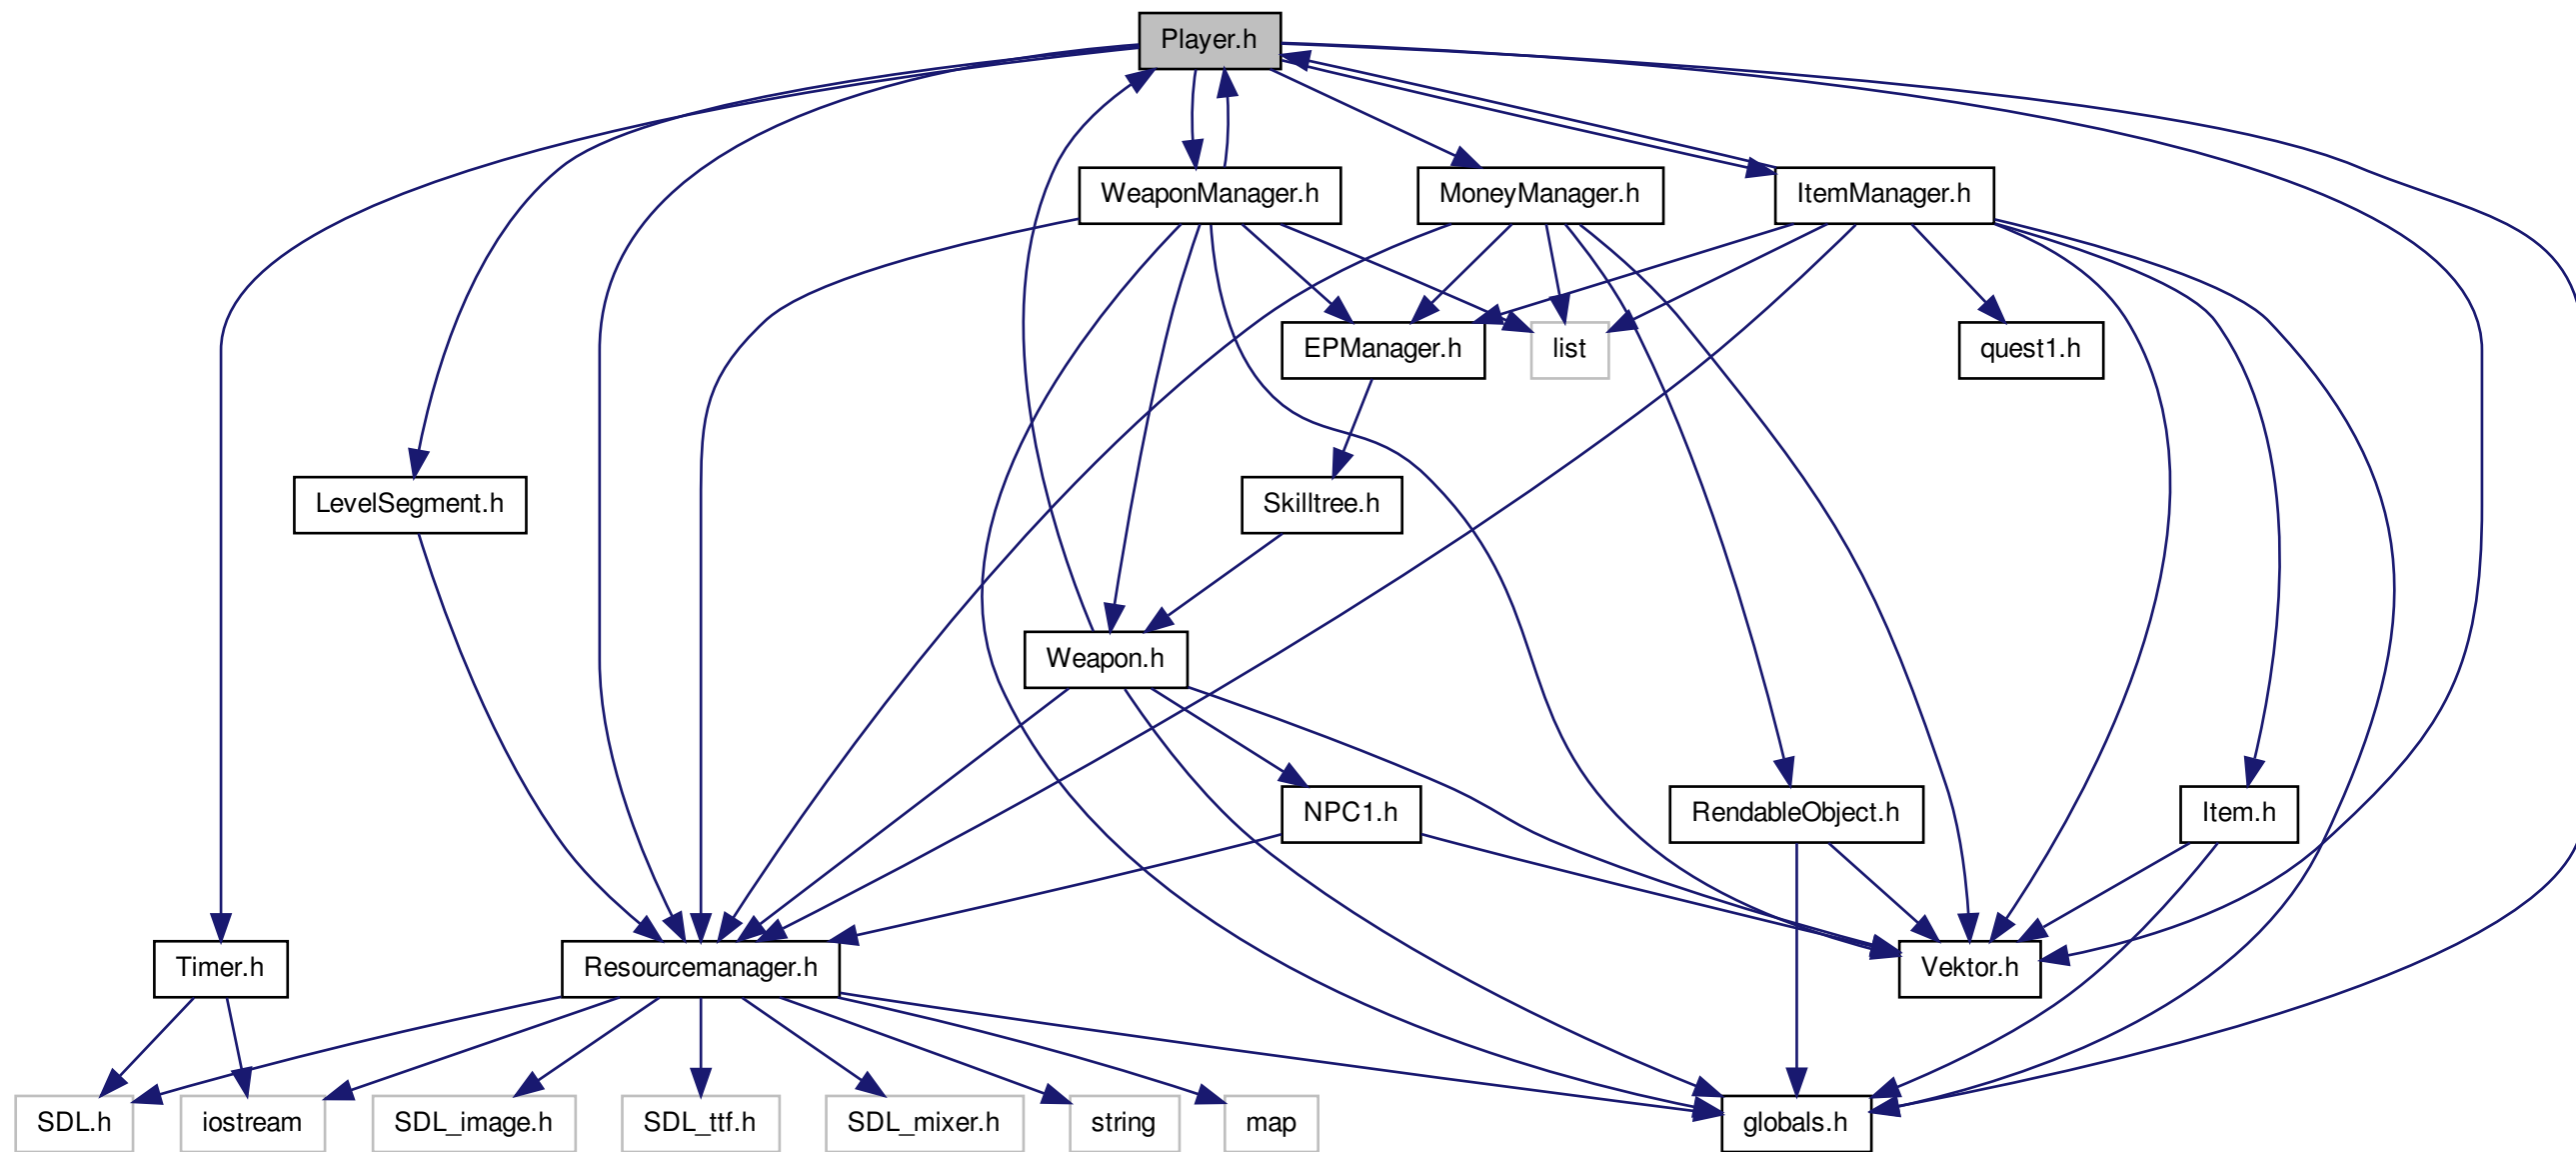 Player.h
WeaponManager.h
MoneyManager.h
ItemManager.h
EPManager.h
list
quest1.h
LevelSegment.h
Skilltree.h
Weapon.h
NPC1.h
RendableObject.h
Item.h
Timer.h
Resourcemanager.h
Vektor.h
SDL.h
iostream
SDL_image.h
SDL_ttf.h
SDL_mixer.h
string
map
globals.h